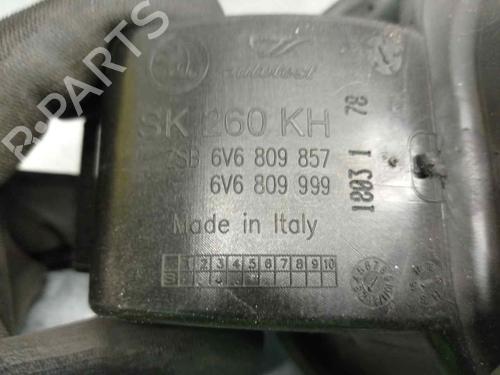 SK 260 KH
ZSB 6V6 809 857
6V6 809 999
Made in Italy
1 2 3 4 5 6 7 8 9 10
S
1803 1 78
B-PARTS